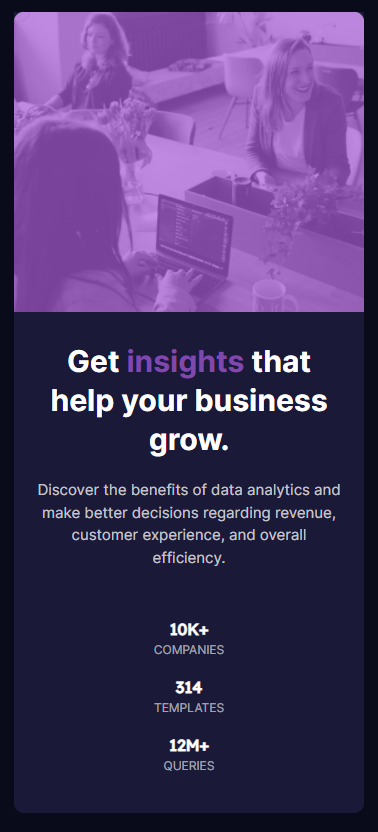 Get insights that
help your business
grow.
Discover the benefits of data analytics and
make better decisions regarding revenue,
customer experience, and overall
efficiency.
10K+
COMPANIES
314
TEMPLATES
12M+
QUERIES